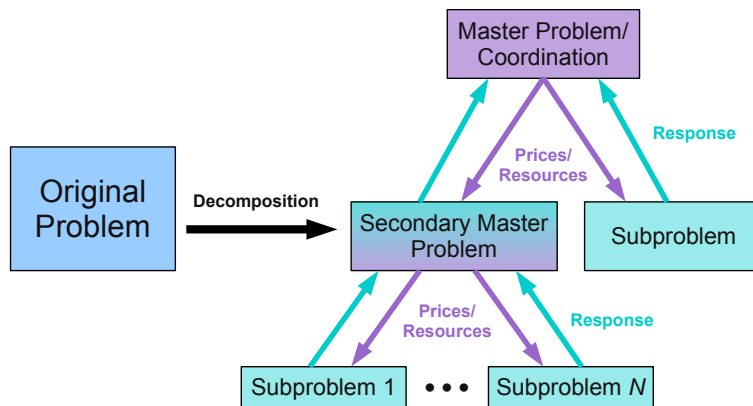 Master Problem/
Coordination
Response
Prices/
Resources
Original
Problem
Decomposition
Secondary Master
Problem
Subproblem
Prices/
Resources
Response
Subproblem 1
• • •
Subproblem N